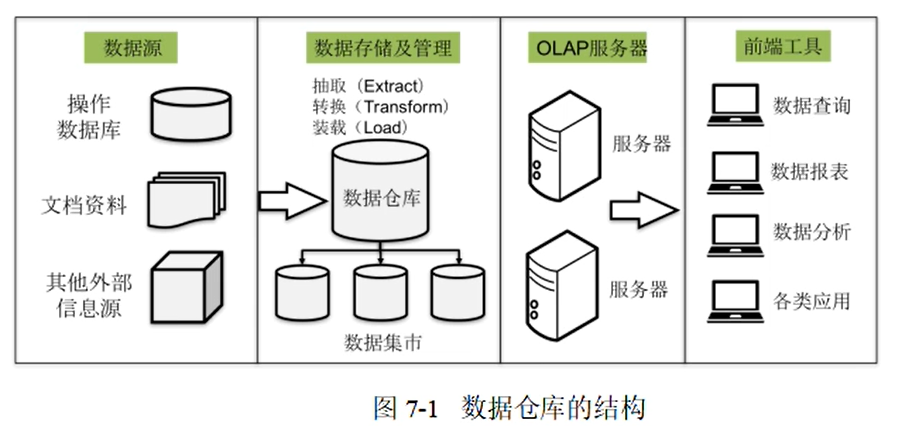 数据源
操作
数据库
文档资料
其他外部
信息源
数据存储及管理
抽取（Extract）
转换（Transform）
装载（Load）
数据仓库
数据集市
OLAP服务器
服务器
服务器
前端工具
数据查询
数据报表
数据分析
各类应用
图 7-1 数据仓库的结构